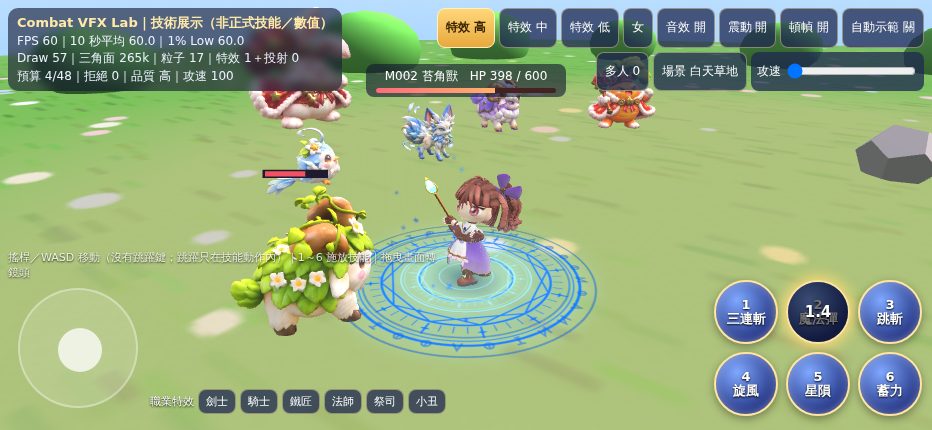 Combat VFX Lab｜技術展示（非正式技能／數值）
FPS 60｜10 秒平均 60.0｜1% Low 60.0
Draw 57｜三角面 265k｜粒子 17｜特效 1＋投射 0
預算 4/48｜拒絕 0｜品質 高｜攻速 100
特效 高
特效 中
特效 低
女
音效 開
震動 開
頓幀 開
自動示範 關
多人 0
場景 白天草地
攻速
M002 苔角獸 HP 398 / 600
搖桿／WASD 移動（沒有跳躍鍵；跳躍只在技能動作內）｜1～6 施放技能｜拖曳畫面轉
鏡頭
1
三連斬
2
魔法彈
1.4
3
跳斬
4
旋風
5
星隕
6
蓄力
職業特效
劍士
騎士
鐵匠
法師
祭司
小丑